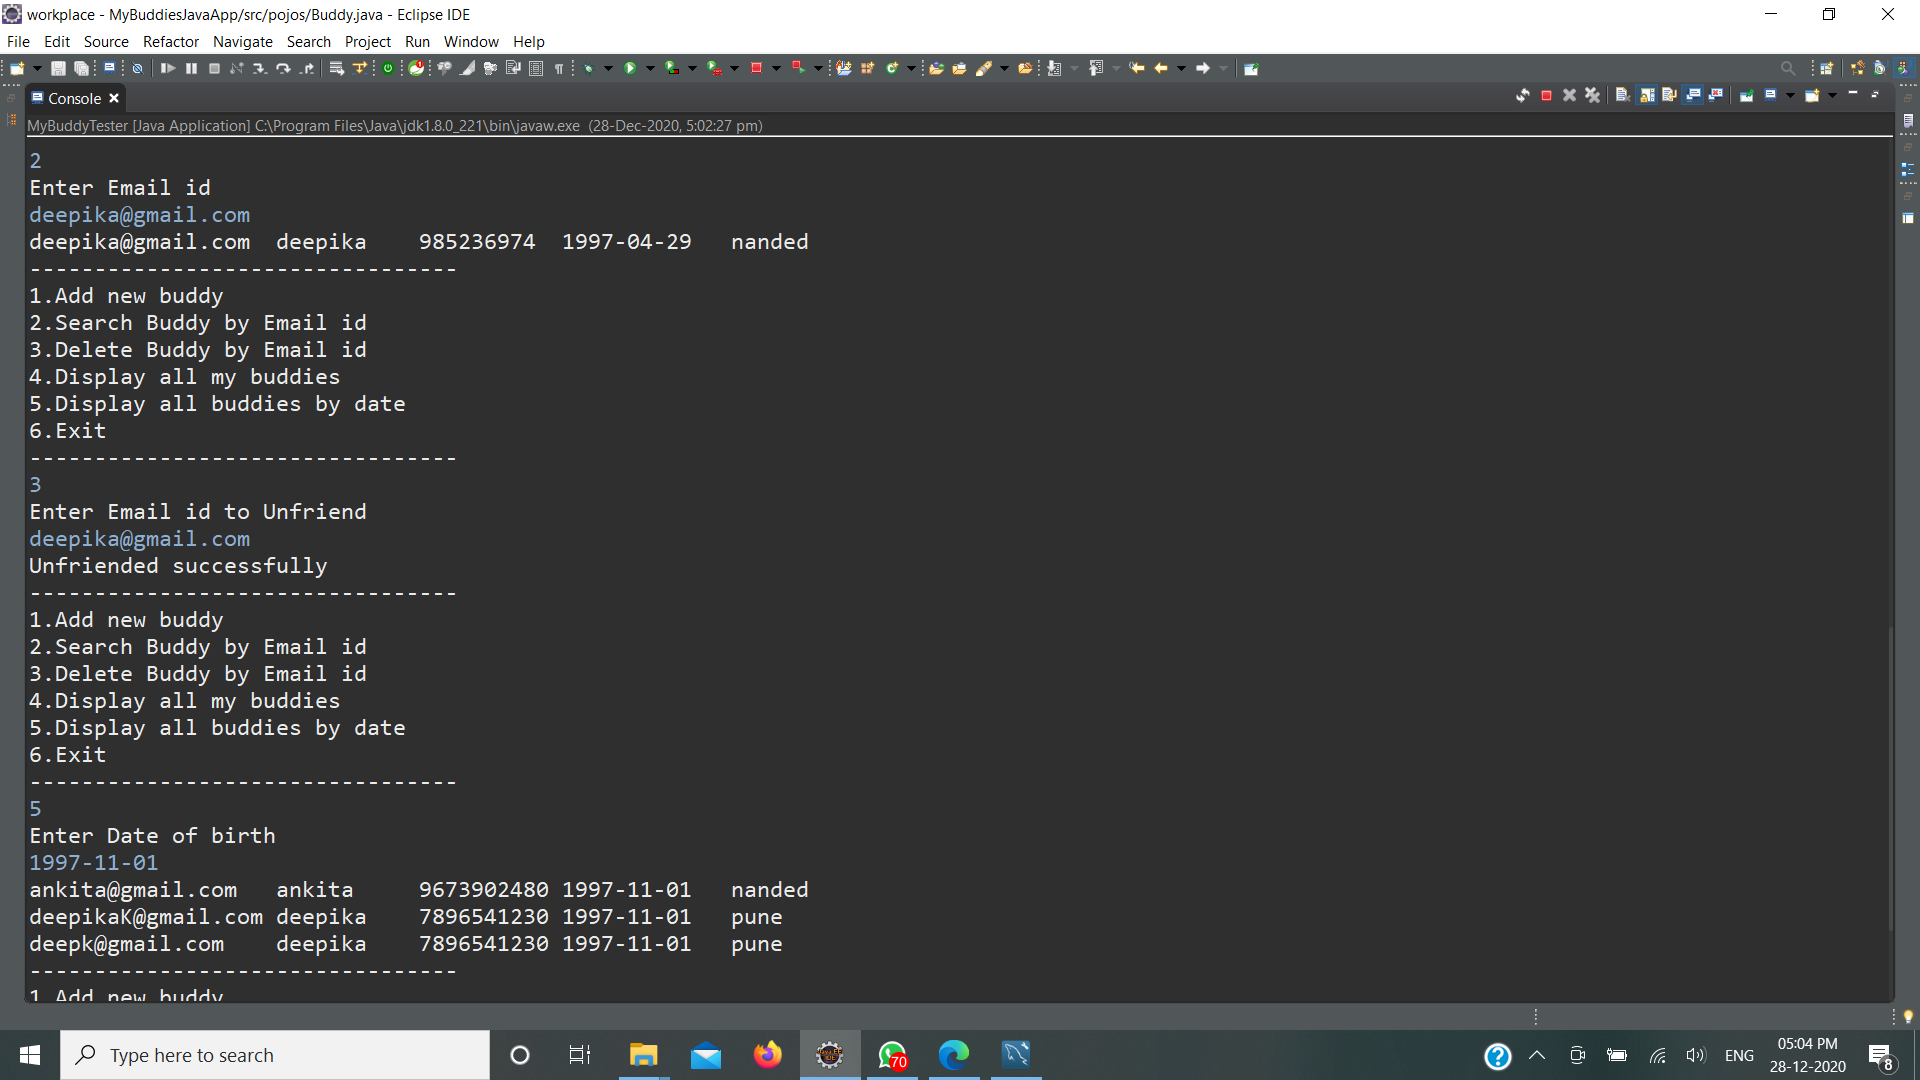 workplace - MyBuddiesJavaApp/src/pojos/Buddy.java - Eclipse IDE
File Edit Source Refactor Navigate Search Project Run Window Help
Console
MyBuddyTester [Java Application] C:\Program Files\Java\jdk1.8.0_221\bin\javaw.exe (28-Dec-2020, 5:02:27 pm)
2
Enter Email id
deepika@gmail.com
deepika@gmail.com deepika 985236974 1997-04-29 nanded
---------------------------------
1.Add new buddy
2.Search Buddy by Email id
3.Delete Buddy by Email id
4.Display all my buddies
5.Display all buddies by date
6.Exit
---------------------------------
3
Enter Email id to Unfriend
deepika@gmail.com
Unfriended successfully
---------------------------------
1.Add new buddy
2.Search Buddy by Email id
3.Delete Buddy by Email id
4.Display all my buddies
5.Display all buddies by date
6.Exit
---------------------------------
5
Enter Date of birth
1997-11-01
ankita@gmail.com ankita 9673902480 1997-11-01 nanded
deepikaK@gmail.com deepika 7896541230 1997-11-01 pune
deepk@gmail.com deepika 7896541230 1997-11-01 pune
---------------------------------
1.Add new buddy
Type here to search
70
ENG
05:04 PM
28-12-2020
8